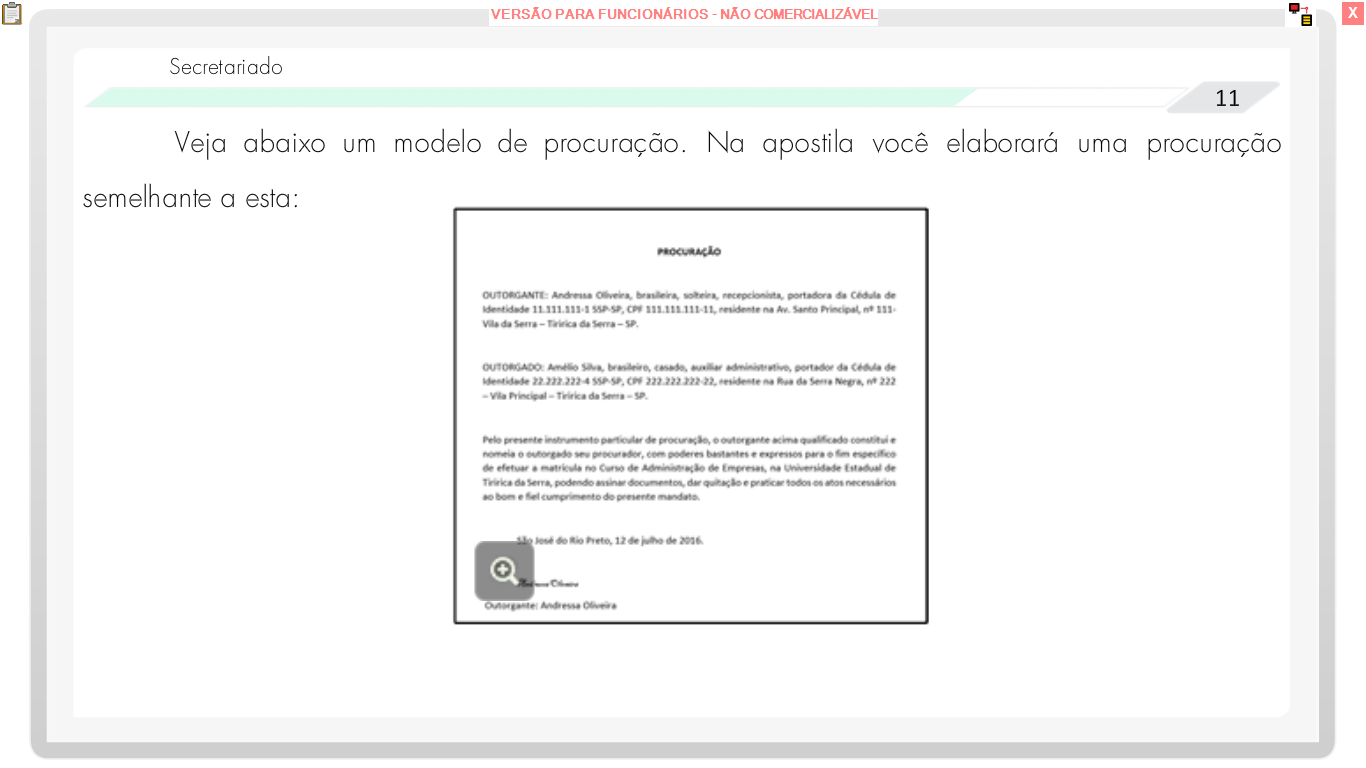 VERSÃO PARA FUNCIONÁRIOS - NÃO COMERCIALIZÁVEL
X
Secretariado
11
Veja abaixo um modelo de procuração. Na apostila você elaborará uma procuração
semelhante a esta:
PROCURAÇÃO
OUTORGANTE: Andressa Oliveira, brasileira, solteira, recepcionista, portadora da Cédula de
Identidade 11.111.111-1 SSP-SP, CPF 111.111.111-11, residente na Av. Santo Principal, nº 111-
Vila da Serra – Tiririca da Serra – SP.
OUTORGADO: Amélio Silva, brasileiro, casado, auxiliar administrativo, portador da Cédula de
Identidade 22.222.222-4 SSP-SP, CPF 222.222.222-22, residente na Rua da Serra Negra, nº 222
– Vila Principal – Tiririca da Serra – SP.
Pelo presente instrumento particular de procuração, o outorgante acima qualificado constitui e
nomeia o outorgado seu procurador, com poderes bastantes e expressos para o fim específico
de efetuar a matrícula no Curso de Administração de Empresas, na Universidade Estadual de
Tiririca da Serra, podendo assinar documentos, dar quitação e praticar todos os atos necessários
ao bom e fiel cumprimento do presente mandato.
São José do Rio Preto, 12 de julho de 2016.
Oliveira
Outorgante: Andressa Oliveira